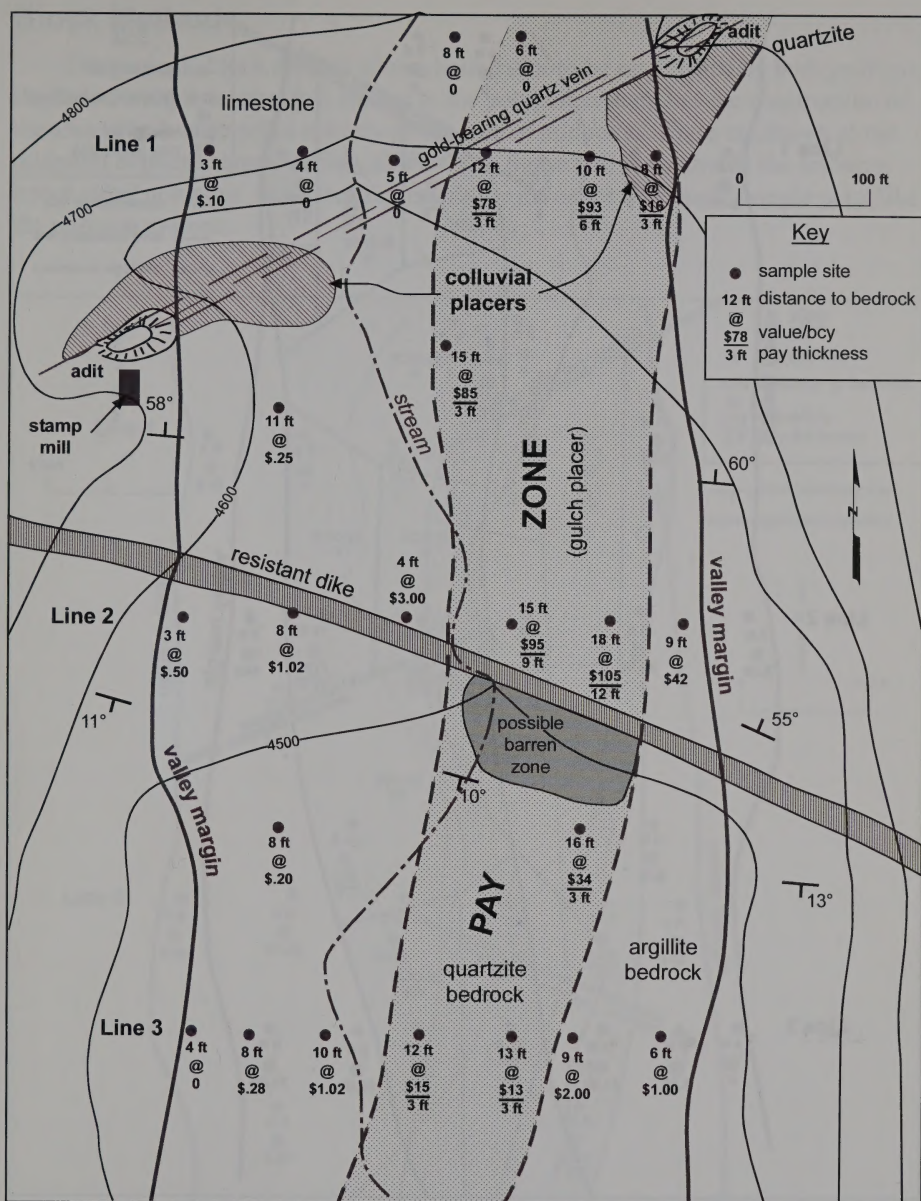 8 ft
@
0
6 ft
@
0
adit
quartzite
4800
limestone
gold-bearing quartz vein
Line 1
3 ft
@
$.10
4 ft
@
0
5 ft
@
0
12 ft
@
$78
3 ft
10 ft
@
$93
6 ft
8 ft
@
$16
3 ft
0 100 ft
4700
Key
sample site
12 ft distance to bedrock
@
$78 value/bcy
3 ft pay thickness
colluvial
placers
adit
stamp
mill
58°
15 ft
@
$85
3 ft
11 ft
@
$.25
stream
ZONE
(gulch placer)
60°
N
4600
resistant dike
valley margin
Line 2
3 ft
@
$.50
8 ft
@
$1.02
4 ft
@
$3.00
15 ft
@
$95
9 ft
18 ft
@
$105
12 ft
9 ft
@
$42
11°
55°
4500
possible
barren
zone
valley margin
10°
8 ft
@
$.20
16 ft
@
$34
3 ft
13°
PAY
quartzite
bedrock
argillite
bedrock
Line 3
4 ft
@
0
8 ft
@
$.28
10 ft
@
$1.02
12 ft
@
$15
3 ft
13 ft
@
$13
3 ft
9 ft
@
$2.00
6 ft
@
$1.00